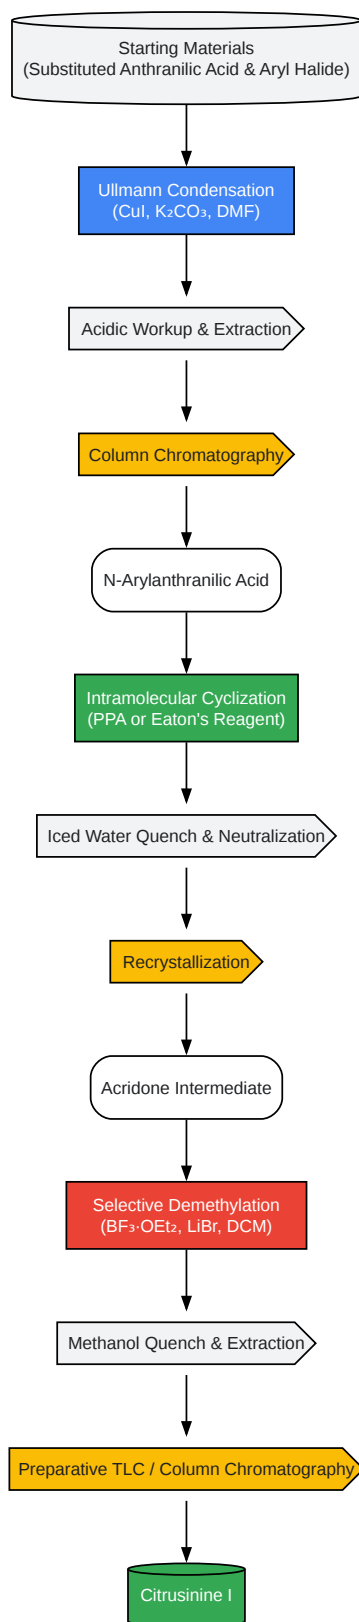 Starting Materials
(Substituted Anthranilic Acid & Aryl Halide)
Ullmann Condensation
(CuI, K₂CO₃, DMF)
Acidic Workup & Extraction
Column Chromatography
N-Arylanthranilic Acid
Intramolecular Cyclization
(PPA or Eaton's Reagent)
Iced Water Quench & Neutralization
Recrystallization
Acridone Intermediate
Selective Demethylation
(BF₃·OEt₂, LiBr, DCM)
Methanol Quench & Extraction
Preparative TLC / Column Chromatography
Citrusinine I